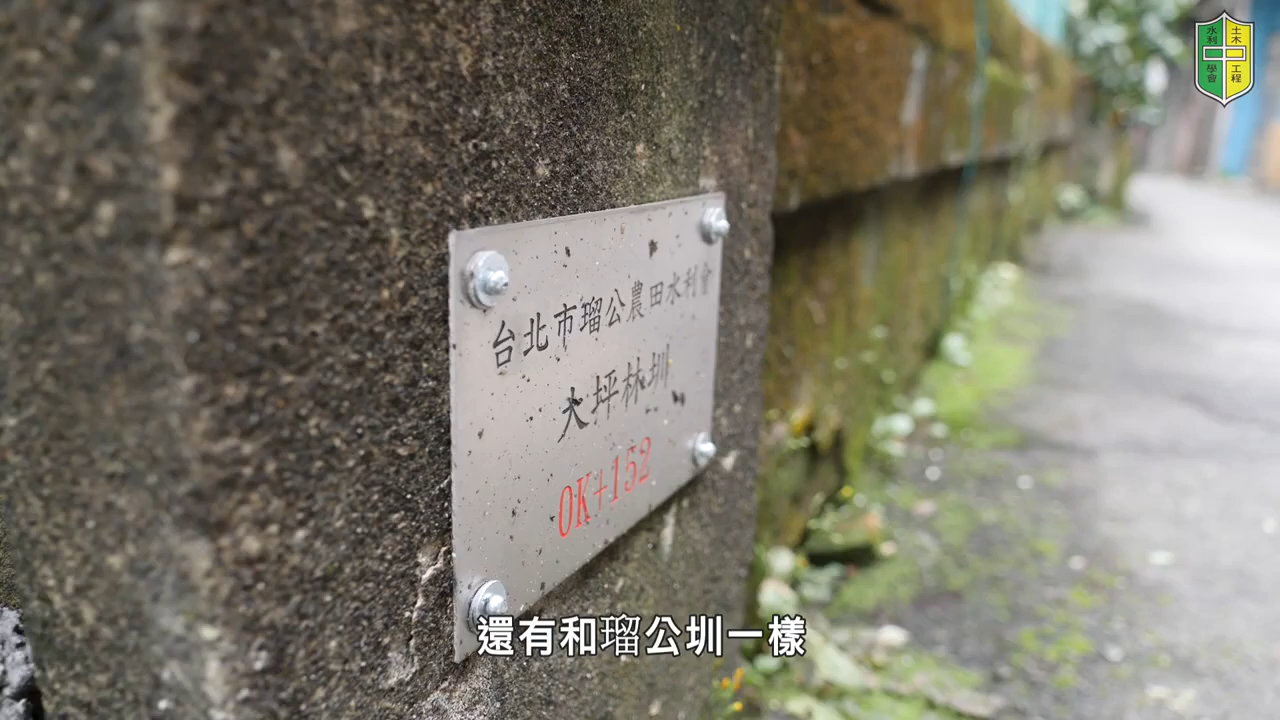 水利 土木
學會 工程
台北市瑠公農田水利會
大坪林圳
0K+152
還有和瑠公圳一樣